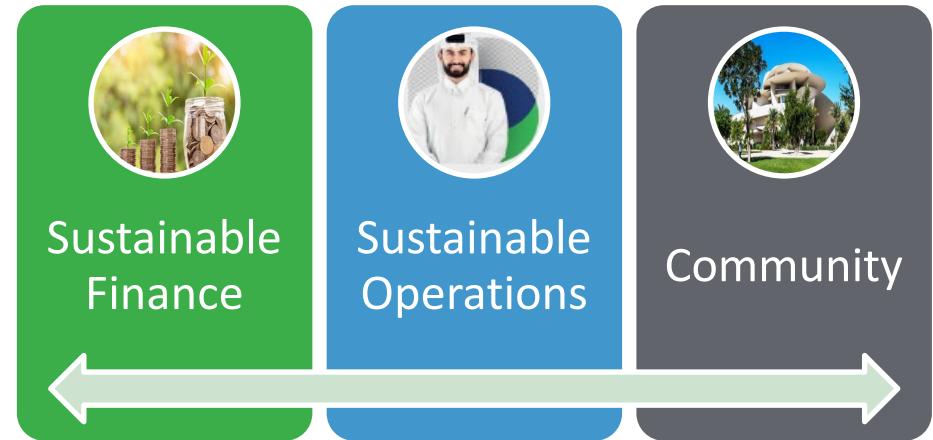 Sustainable
Finance
Sustainable
Operations
Community